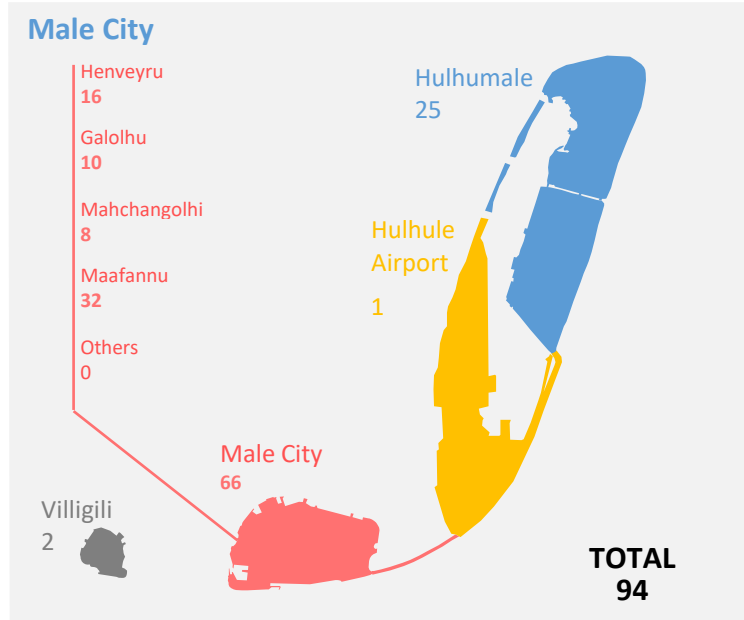 Male City
Henveyru
16
Galolhu
10
Mahchangolhi
8
Maafannu
32
Others
0
Hulhumale
25
Hulhule
Airport
1
Male City
66
Villigili
2
TOTAL
94